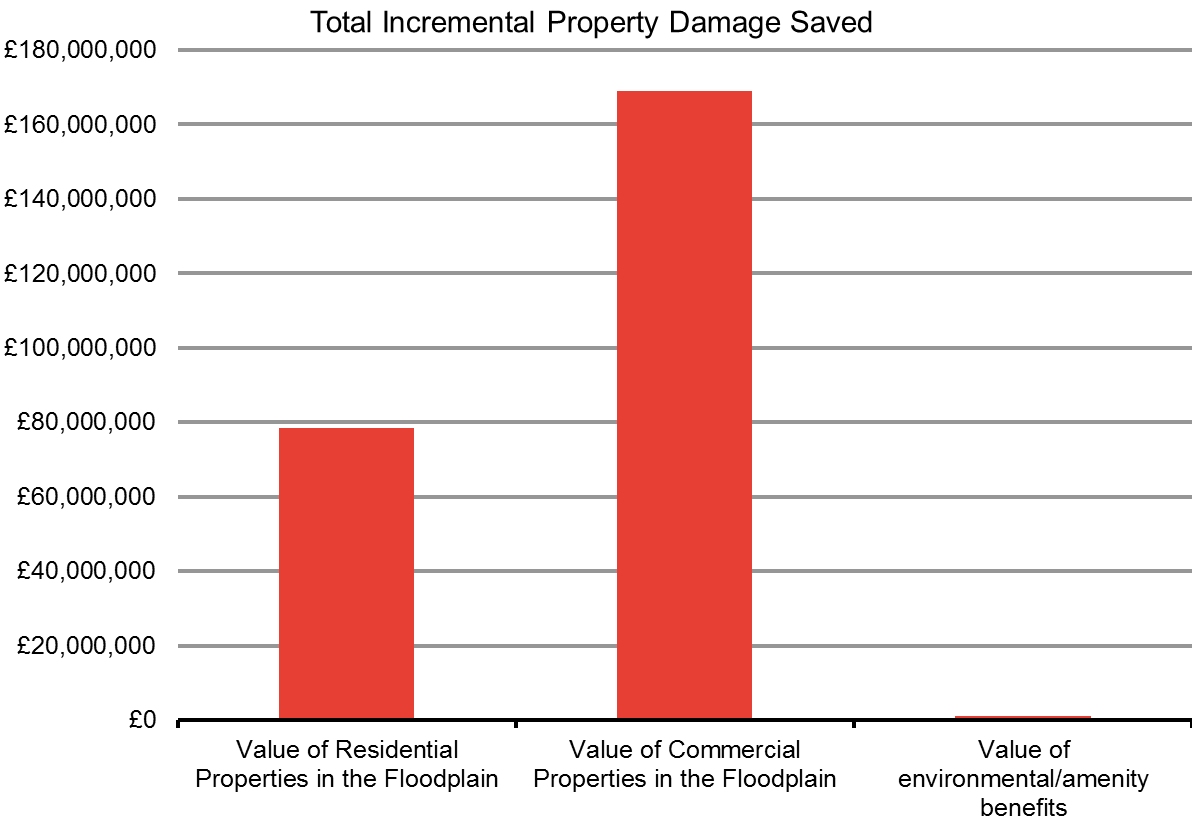 Total Incremental Property Damage Saved
£180,000,000
£160,000,000
£140,000,000
£120,000,000
£100,000,000
£80,000,000
£60,000,000
£40,000,000
£20,000,000
£0
Value of Residential
Properties in the Floodplain
Value of Commercial
Properties in the Floodplain
Value of
environmental/amenity
benefits